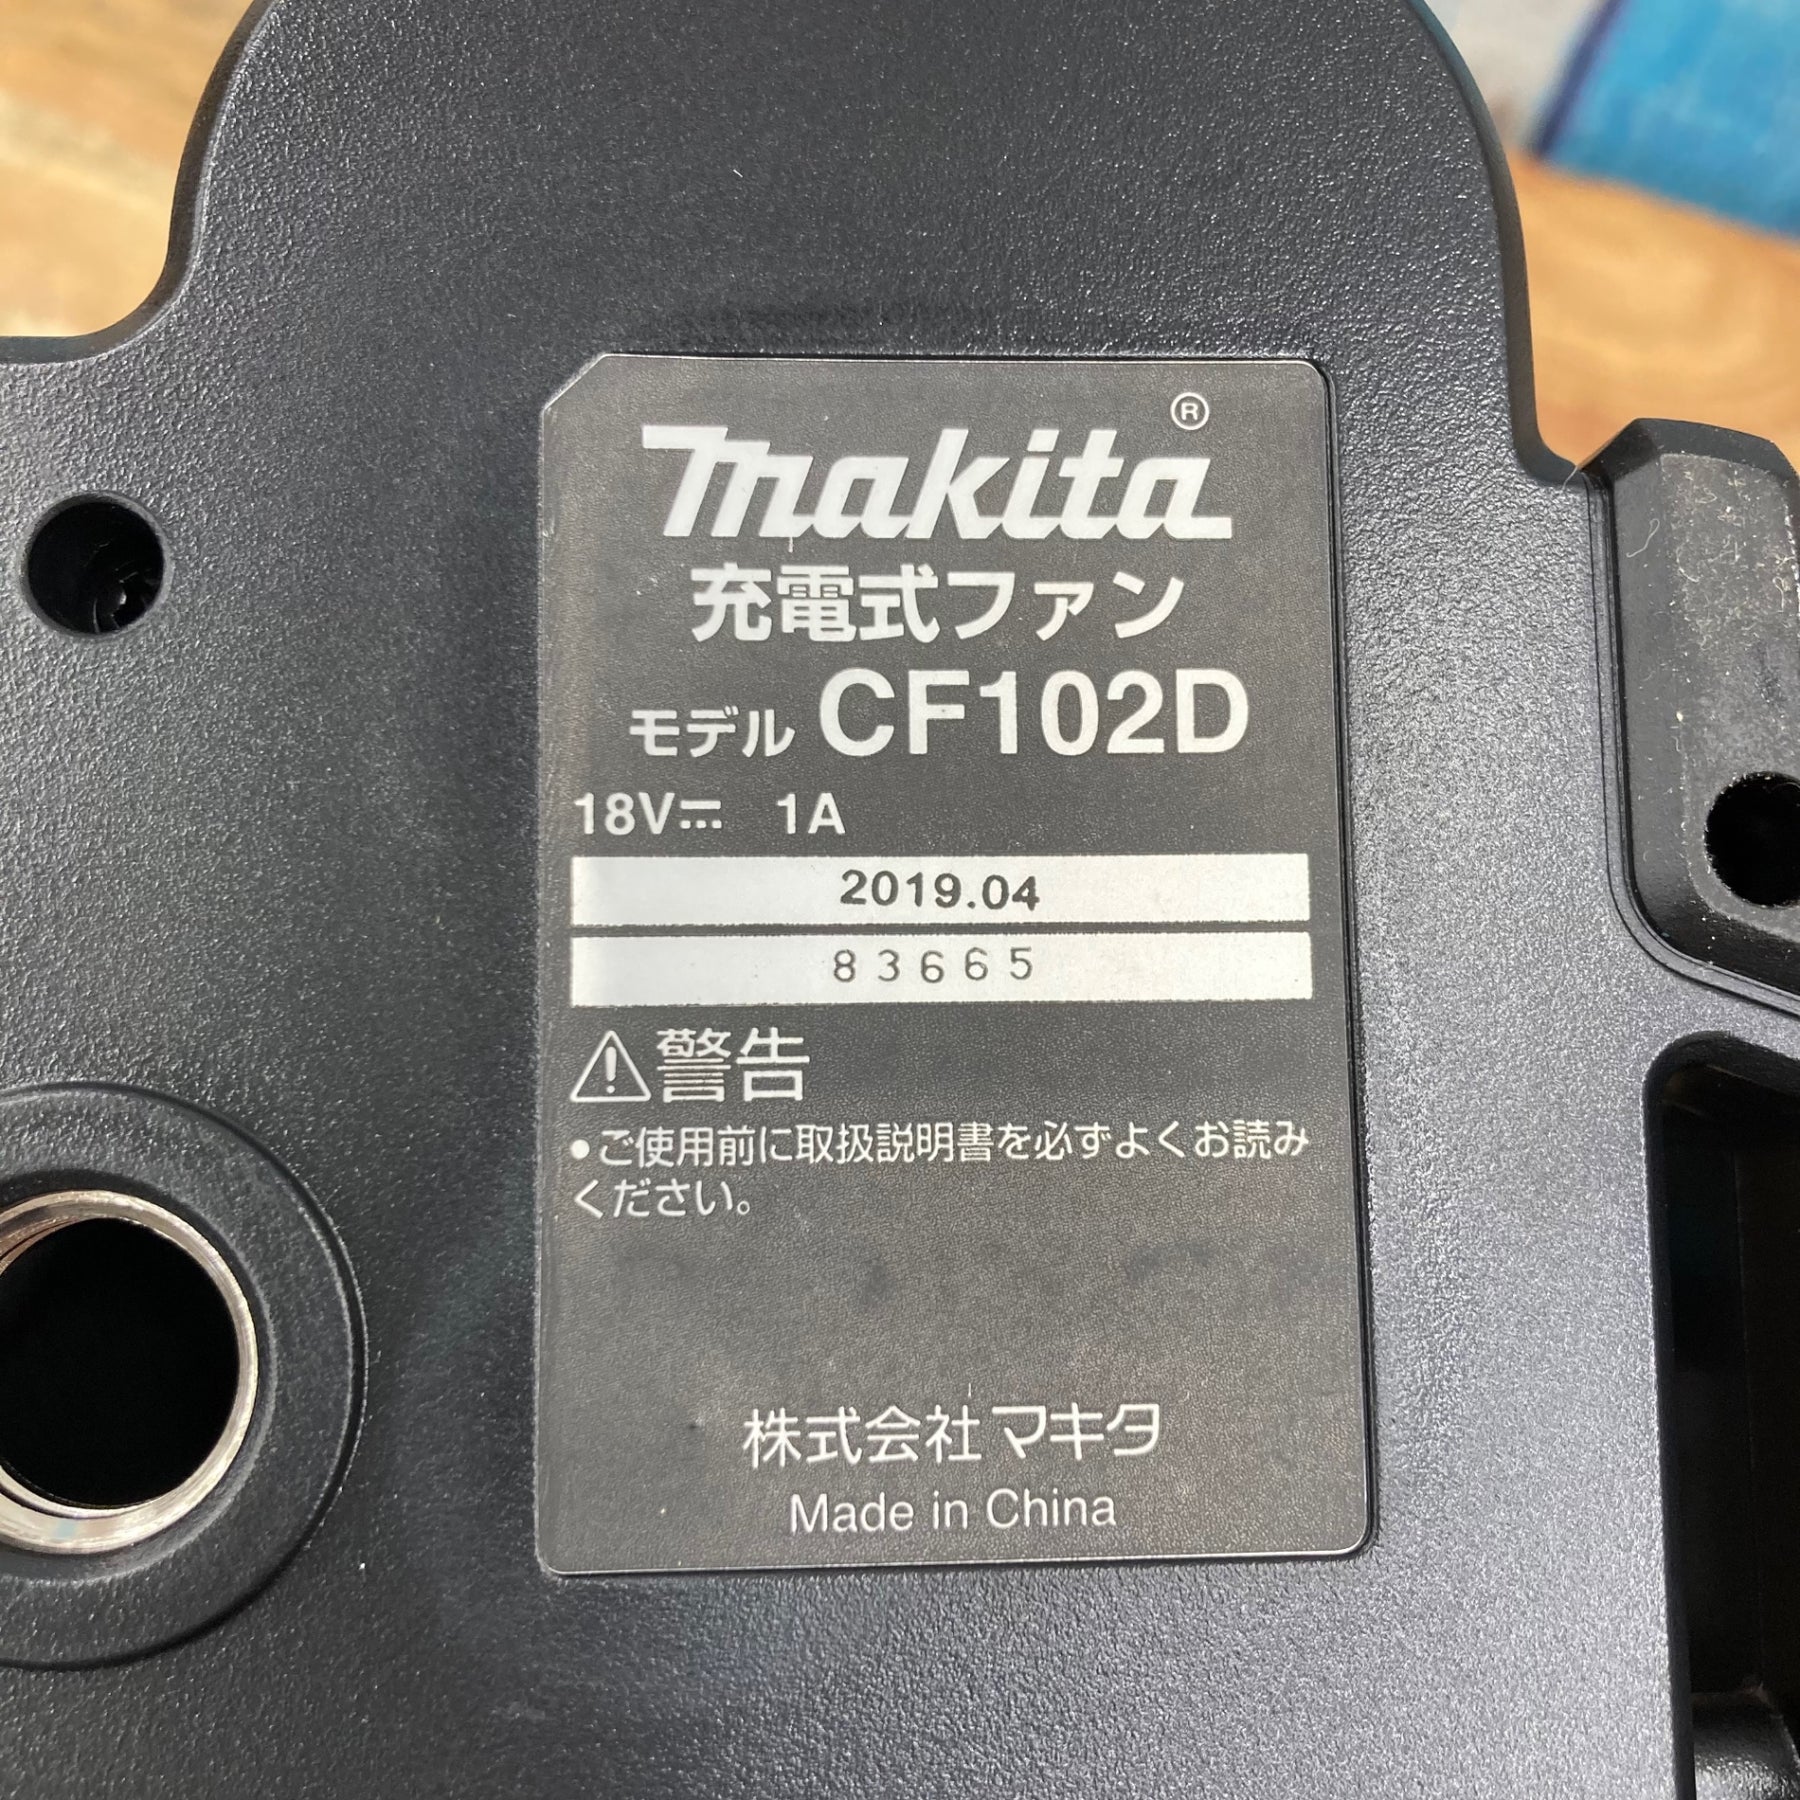 makita®
充電式ファン
モデル CF102D
18V⎓ 1A
2019.04
83665
⚠警告
●ご使用前に取扱説明書を必ずよくお読み
ください。
株式会社マキタ
Made in China